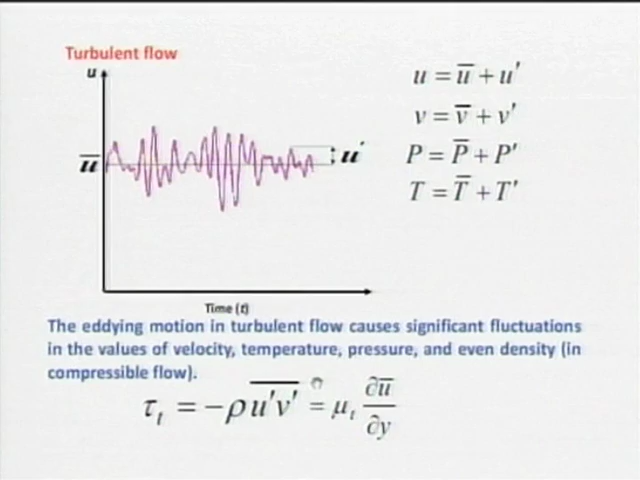 Turbulent flow
u
u̅
u'
Time (t)
u = u̅ + u'
v = v̅ + v'
P = P̅ + P'
T = T̅ + T'
The eddying motion in turbulent flow causes significant fluctuations
in the values of velocity, temperature, pressure, and even density (in
compressible flow).
τₜ = −ρ u̅'̅v̅'̅ = μₜ ∂u̅/∂y